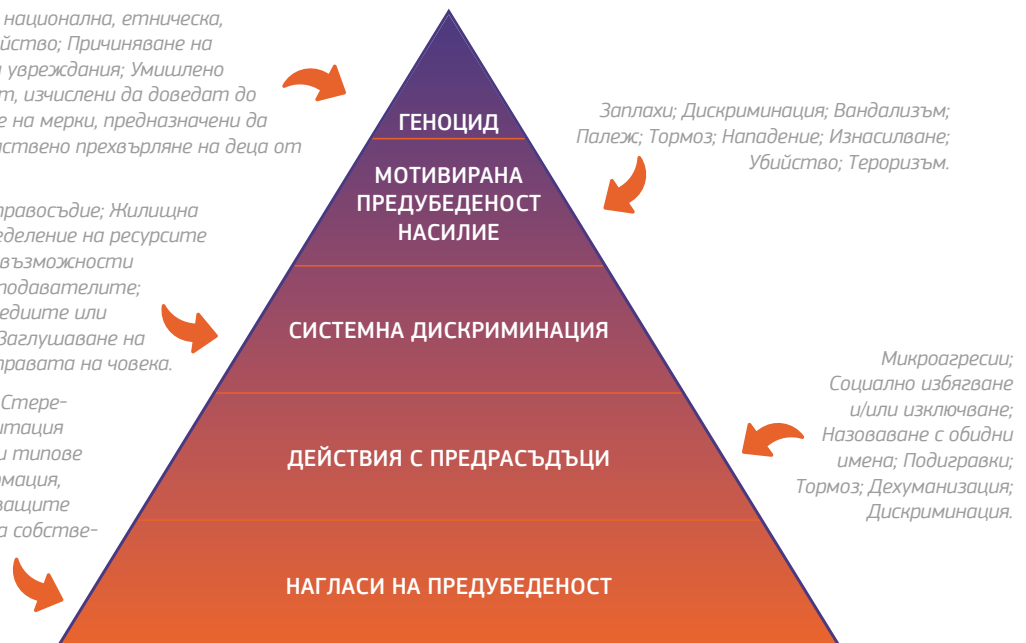 национална, етническа,
йство; Причиняване на
увреждания; Умишлено
т, изчислени да доведат до
е на мерки, предназначени да
ствено прехвърляне на деца от
ГЕНОЦИД
Заплахи; Дискриминация; Вандализъм;
Палеж; Тормоз; Нападение; Изнасилване;
Убийство; Тероризъм.
МОТИВИРАНА
ПРЕДУБЕДЕНОСТ
НАСИЛИЕ
правосъдие; Жилищна
еделение на ресурсите
възможности
подавателите;
едиите или
Заглушаване на
правата на човека.
СИСТЕМНА ДИСКРИМИНАЦИЯ
Микроагресии;
Социално избягване
и/или изключване;
Назоваване с обидни
имена; Подигравки;
Тормоз; Дехуманизация;
Дискриминация.
Стере-
итация
и типове
мация,
ващите
а собстве-
ДЕЙСТВИЯ С ПРЕДРАСЪДЪЦИ
НАГЛАСИ НА ПРЕДУБЕДЕНОСТ